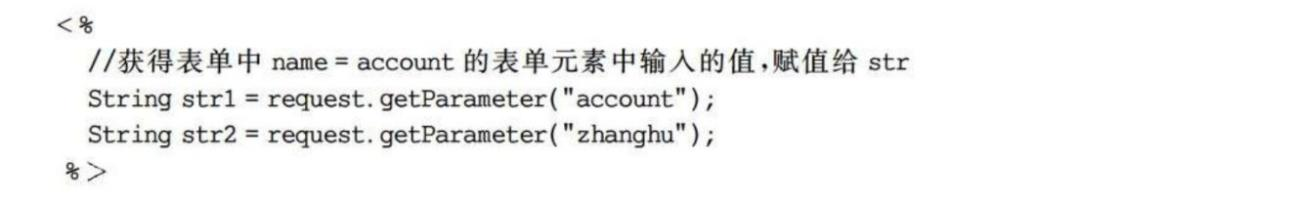 <%
//获得表单中 name = account 的表单元素中输入的值,赋值给 str
String str1 = request.getParameter("account");
String str2 = request.getParameter("zhanghu");
%>